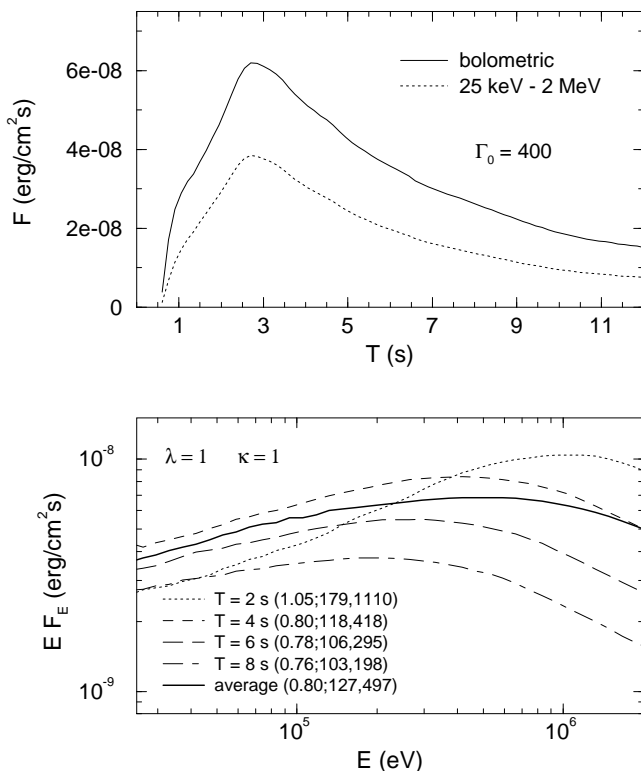 6e-08
4e-08
2e-08
0
F (erg/cm²s)
bolometric
25 keV - 2 MeV
Γ₀ = 400
1 3 5 7 9 11
T (s)
λ = 1 κ = 1
10⁻⁸
10⁻⁹
E F_E (erg/cm²s)
T = 2 s (1.05;179,1110)
T = 4 s (0.80;118,418)
T = 6 s (0.78;106,295)
T = 8 s (0.76;103,198)
average (0.80;127,497)
10⁵ 10⁶
E (eV)